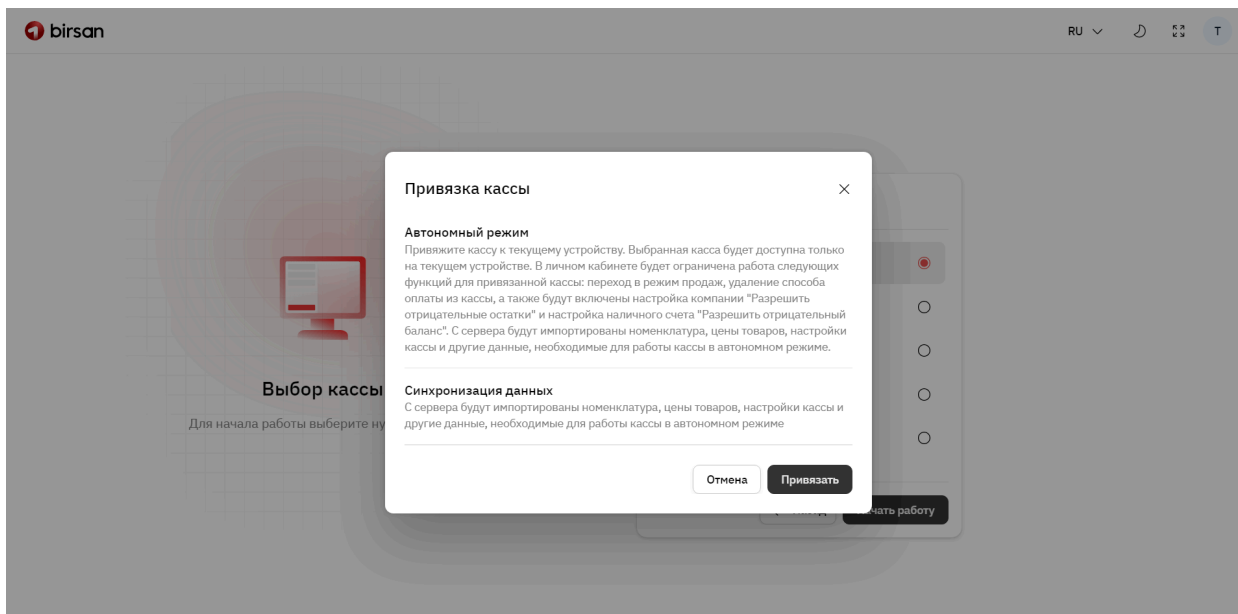 birsan
RU
T
Привязка кассы
Автономный режим
Привяжите кассу к текущему устройству. Выбранная касса будет доступна только
на текущем устройстве. В личном кабинете будет ограничена работа следующих
функций для привязанной кассы: переход в режим продаж, удаление способа
оплаты из кассы, а также будут включены настройка компании "Разрешить
отрицательные остатки" и настройка наличного счета "Разрешить отрицательный
баланс". С сервера будут импортированы номенклатура, цены товаров, настройки
кассы и другие данные, необходимые для работы кассы в автономном режиме.
Синхронизация данных
С сервера будут импортированы номенклатура, цены товаров, настройки кассы и
другие данные, необходимые для работы кассы в автономном режиме
Отмена
Привязать
Выбор кассы
Для начала работы выберите
работу